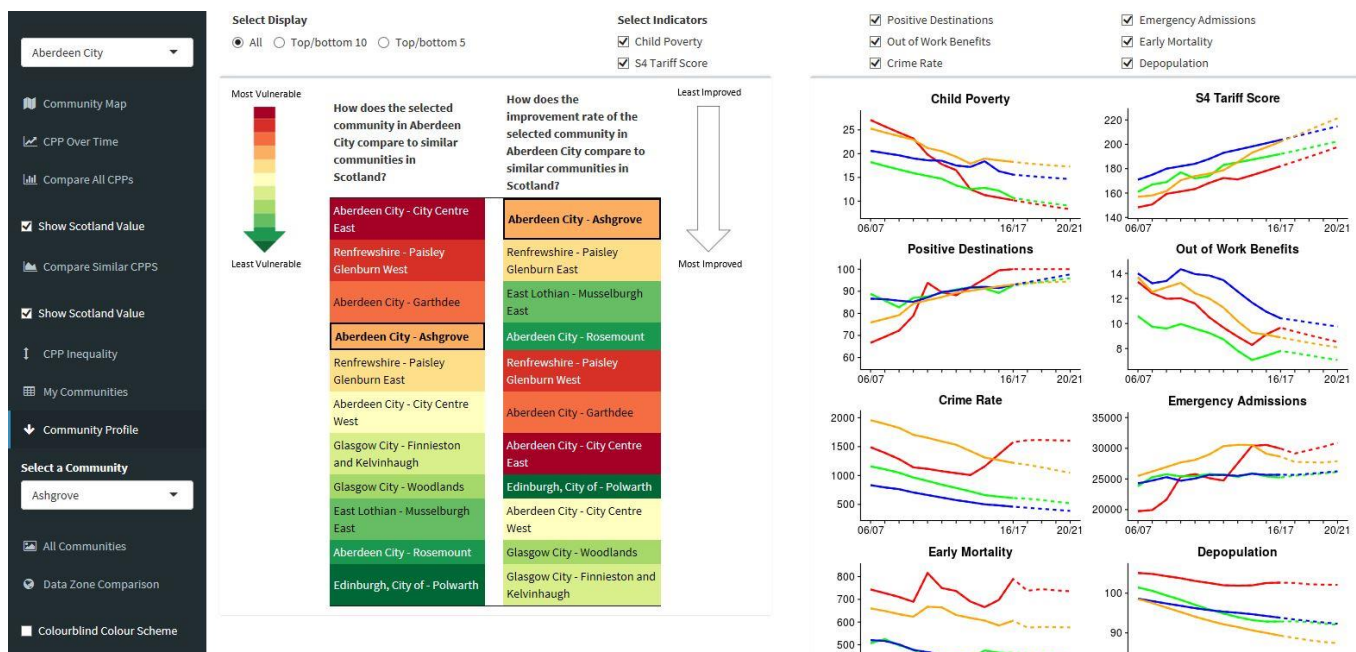 Aberdeen City
Community Map
CPP Over Time
Compare All CPPs
Show Scotland Value
Compare Similar CPPS
Show Scotland Value
CPP Inequality
My Communities
Community Profile
Select a Community
Ashgrove
All Communities
Data Zone Comparison
Colourblind Colour Scheme
Select Display
All
Top/bottom 10
Top/bottom 5
Select Indicators
Child Poverty
S4 Tariff Score
Positive Destinations
Out of Work Benefits
Crime Rate
Emergency Admissions
Early Mortality
Depopulation
Most Vulnerable
Least Vulnerable
How does the selected
community in Aberdeen
City compare to similar
communities in
Scotland?
Aberdeen City - City Centre
East
Renfrewshire - Paisley
Glenburn West
Aberdeen City - Garthdee
Aberdeen City - Ashgrove
Renfrewshire - Paisley
Glenburn East
Aberdeen City - City Centre
West
Glasgow City - Finnieston
and Kelvinhaugh
Glasgow City - Woodlands
East Lothian - Musselburgh
East
Aberdeen City - Rosemount
Edinburgh, City of - Polwarth
How does the
improvement rate of the
selected community in
Aberdeen City compare to
similar communities in
Scotland?
Aberdeen City - Ashgrove
Renfrewshire - Paisley
Glenburn East
East Lothian - Musselburgh
East
Aberdeen City - Rosemount
Renfrewshire - Paisley
Glenburn West
Aberdeen City - Garthdee
Aberdeen City - City Centre
East
Edinburgh, City of - Polwarth
Aberdeen City - City Centre
West
Glasgow City - Woodlands
Glasgow City - Finnieston and
Kelvinhaugh
Least Improved
Most Improved
Child Poverty
25
20
15
10
06/07 16/17 20/21
S4 Tariff Score
220
200
180
160
140
06/07 16/17 20/21
Positive Destinations
100
90
80
70
60
06/07 16/17 20/21
Out of Work Benefits
14
12
10
8
06/07 16/17 20/21
Crime Rate
2000
1500
1000
500
06/07 16/17 20/21
Emergency Admissions
35000
30000
25000
20000
06/07 16/17 20/21
Early Mortality
800
700
600
500
Depopulation
100
90